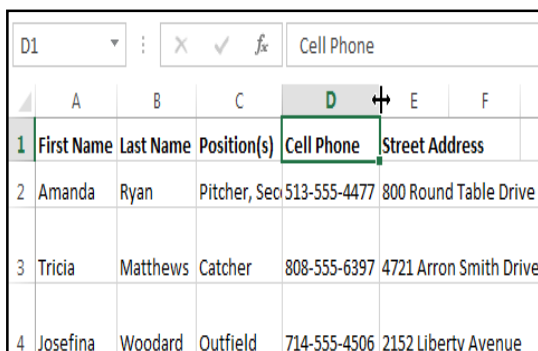 D1 fx Cell Phone
A B C D E F
1 First Name Last Name Position(s) Cell Phone Street Address
2 Amanda Ryan Pitcher, Sec 513-555-4477 800 Round Table Drive
3 Tricia Matthews Catcher 808-555-6397 4721 Arron Smith Drive
4 Josefina Woodard Outfield 714-555-4506 2152 Liberty Avenue